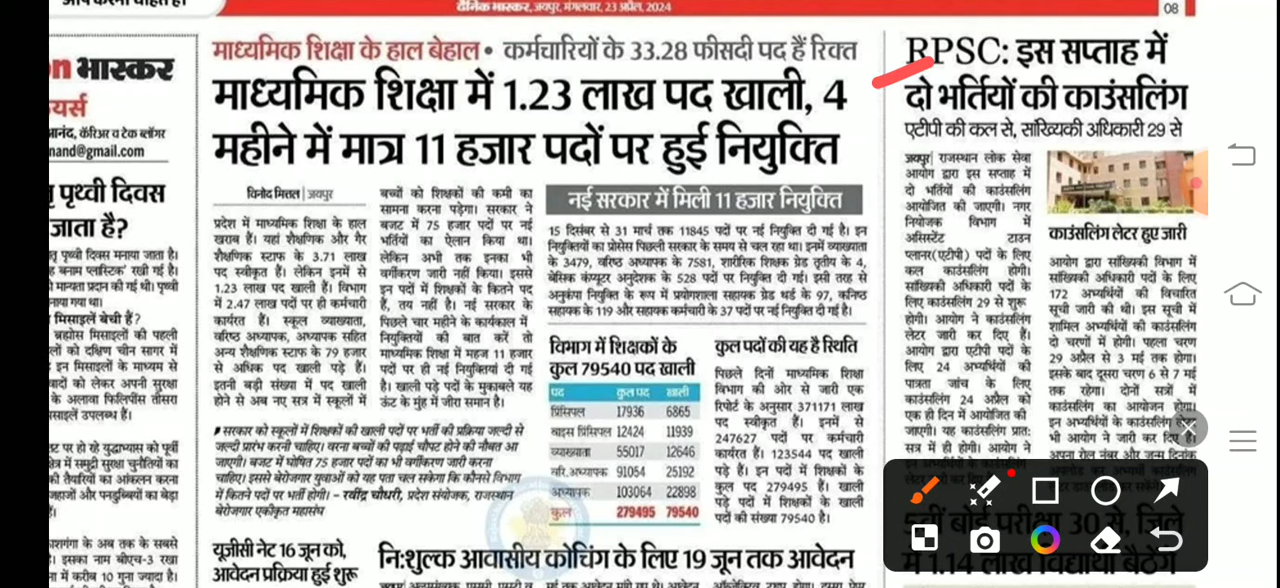 दैनिक भास्कर, जयपुर, मंगलवार, 23 अप्रैल, 2024
08
भास्कर
nand@gmail.com
पृथ्वी दिवस
जाता है?
माध्यमिक शिक्षा के हाल बेहाल • कर्मचारियों के 33.28 फीसदी पद हैं रिक्त
माध्यमिक शिक्षा में 1.23 लाख पद खाली, 4
महीने में मात्र 11 हजार पदों पर हुई नियुक्ति
विनोद मित्तल | जयपुर
प्रदेश में माध्यमिक शिक्षा के हाल
खराब हैं। यहां शैक्षणिक और गैर
शैक्षणिक स्टाफ के 3.71 लाख
पद स्वीकृत हैं। लेकिन इनमें से
1.23 लाख पद खाली हैं। विभाग
में 2.47 लाख पदों पर ही कर्मचारी
कार्यरत हैं। स्कूल व्याख्याता,
वरिष्ठ अध्यापक, अध्यापक सहित
अन्य शैक्षणिक स्टाफ के 79 हजार
से अधिक पद खाली पड़े हैं।
इतनी बड़ी संख्या में पद खाली
होने से अब नए सत्र में स्कूलों में
बच्चों को शिक्षकों की कमी का
सामना करना पड़ेगा। सरकार ने
बजट में 75 हजार पदों पर नई
भर्तियों का ऐलान किया था।
लेकिन अभी तक इनका भी
वर्गीकरण जारी नहीं किया। इससे
इन पदों में शिक्षकों के कितने पद
हैं, तय नहीं है। नई सरकार के
पिछले चार महीने के कार्यकाल में
नियुक्तियों की बात करें तो
माध्यमिक शिक्षा में महज 11 हजार
पदों पर ही नई नियुक्तियां दी गई
है। खाली पड़े पदों के मुकाबले यह
ऊंट के मुंह में जीरा समान है।
सरकार को स्कूलों में शिक्षकों की खाली पदों पर भर्ती की प्रक्रिया जल्दी से
जल्दी प्रारंभ करनी चाहिए। वरना बच्चों की पढ़ाई चौपट होने की नौबत आ
जाएगी। बजट में घोषित 75 हजार पदों का भी वर्गीकरण जारी करना
चाहिए। इससे बेरोजगार युवाओं को यह पता चल सकेगा कि कौनसे विभाग
में कितने पदों पर भर्ती होगी। - रवींद्र चौधरी, प्रदेश संयोजक, राजस्थान
बेरोजगार एकीकृत महासंघ
नई सरकार में मिली 11 हजार नियुक्ति
15 दिसंबर से 31 मार्च तक 11845 पदों पर नई नियुक्ति दी गई है। इन
नियुक्तियों का प्रोसेस पिछली सरकार के समय से चल रहा था। इनमें व्याख्याता
के 3479, वरिष्ठ अध्यापक के 7581, शारीरिक शिक्षक ग्रेड तृतीय के 4,
बेसिक कंप्यूटर अनुदेशक के 528 पदों पर नियुक्ति दी गई। इसी तरह से
अनुकंपा नियुक्ति के रूप में प्रयोगशाला सहायक ग्रेड थर्ड के 97, कनिष्ठ
सहायक के 119 और सहायक कर्मचारी के 37 पदों पर नई नियुक्ति दी गई है।
विभाग में शिक्षकों के
कुल 79540 पद खाली
पद कुल पद खाली
प्रिंसिपल 17936 6865
वाइस प्रिंसिपल 12424 11939
व्याख्याता 55017 12646
वरि. अध्यापक 91054 25192
अध्यापक 103064 22898
कुल 279495 79540
कुल पदों की यह है स्थिति
पिछले दिनों माध्यमिक शिक्षा
विभाग की ओर से जारी एक
रिपोर्ट के अनुसार 371171 लाख
पद स्वीकृत हैं। इनमें से
247627 पदों पर कर्मचारी
कार्यरत हैं। 123544 पद खाली
पड़े हैं। इन पदों में शिक्षकों के
कुल पद 279495 हैं। खाली
पड़े पदों में शिक्षकों के खाली
पदों की संख्या 79540 है।
यूजीसी नेट 16 जून को,
आवेदन प्रक्रिया हुई शुरू
नि:शुल्क आवासीय कोचिंग के लिए 19 जून तक आवेदन
RPSC: इस सप्ताह में
दो भर्तियों की काउंसलिंग
एटीपी की कल से, सांख्यिकी अधिकारी 29 से
जयपुर| राजस्थान लोक सेवा
आयोग द्वारा इस सप्ताह में
दो भर्तियों की काउंसलिंग
आयोजित की जाएगी। नगर
नियोजक विभाग में
असिस्टेंट टाउन
प्लानर(एटीपी) पदों के लिए
कल काउंसलिंग होगी।
सांख्यिकी अधिकारी पदों के
लिए काउंसलिंग 29 से शुरू
होगी। आयोग ने काउंसलिंग
लेटर जारी कर दिए हैं।
आयोग द्वारा एटीपी पदों के
लिए 24 अभ्यर्थियों की
पात्रता जांच के लिए
काउंसलिंग 24 अप्रैल को
एक ही दिन में आयोजित की
जाएगी। यह काउंसलिंग प्रात:
सत्र में ही होगी। आयोग ने
काउंसलिंग लेटर हुए जारी
आयोग द्वारा सांख्यिकी विभाग में
सांख्यिकी अधिकारी पदों के लिए
172 अभ्यर्थियों की विचारित
सूची जारी की थी। इस सूची में
शामिल अभ्यर्थियों की काउंसलिंग
दो चरणों में होगी। पहला चरण
29 अप्रैल से 3 मई तक होगा।
इसके बाद दूसरा चरण 6 से 7 मई
तक रहेगा। दोनों सत्रों में
काउंसलिंग का आयोजन होगा।
इन अभ्यर्थियों के काउंसलिंग
भी आयोग ने जारी कर दिए हैं।
अपना रोल नंबर और जन्म दिनांक
5वीं बोर्ड परीक्षा 30 से, जिले
में 1.14 लाख विद्यार्थी बैठेंगे